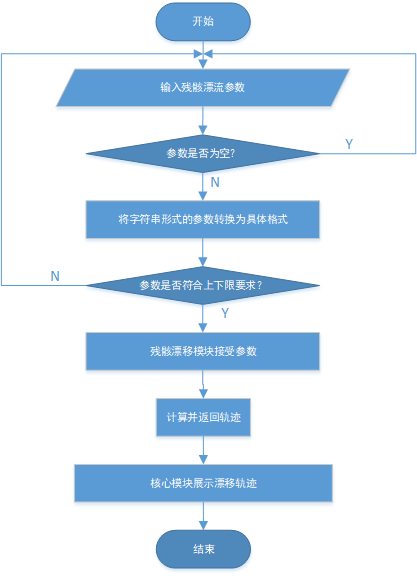 开始
输入残骸漂流参数
参数是否为空?
Y
N
将字符串形式的参数转换为具体格式
N
参数是否符合上下限要求?
Y
残骸漂移模块接受参数
计算并返回轨迹
核心模块展示漂移轨迹
结束